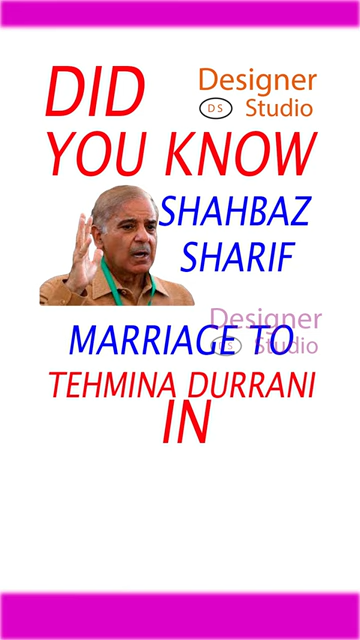 DID
Designer
DS Studio
YOU KNOW
SHAHBAZ
SHARIF
Designer
DS Studio
MARRIAGE TO
TEHMINA DURRANI
IN